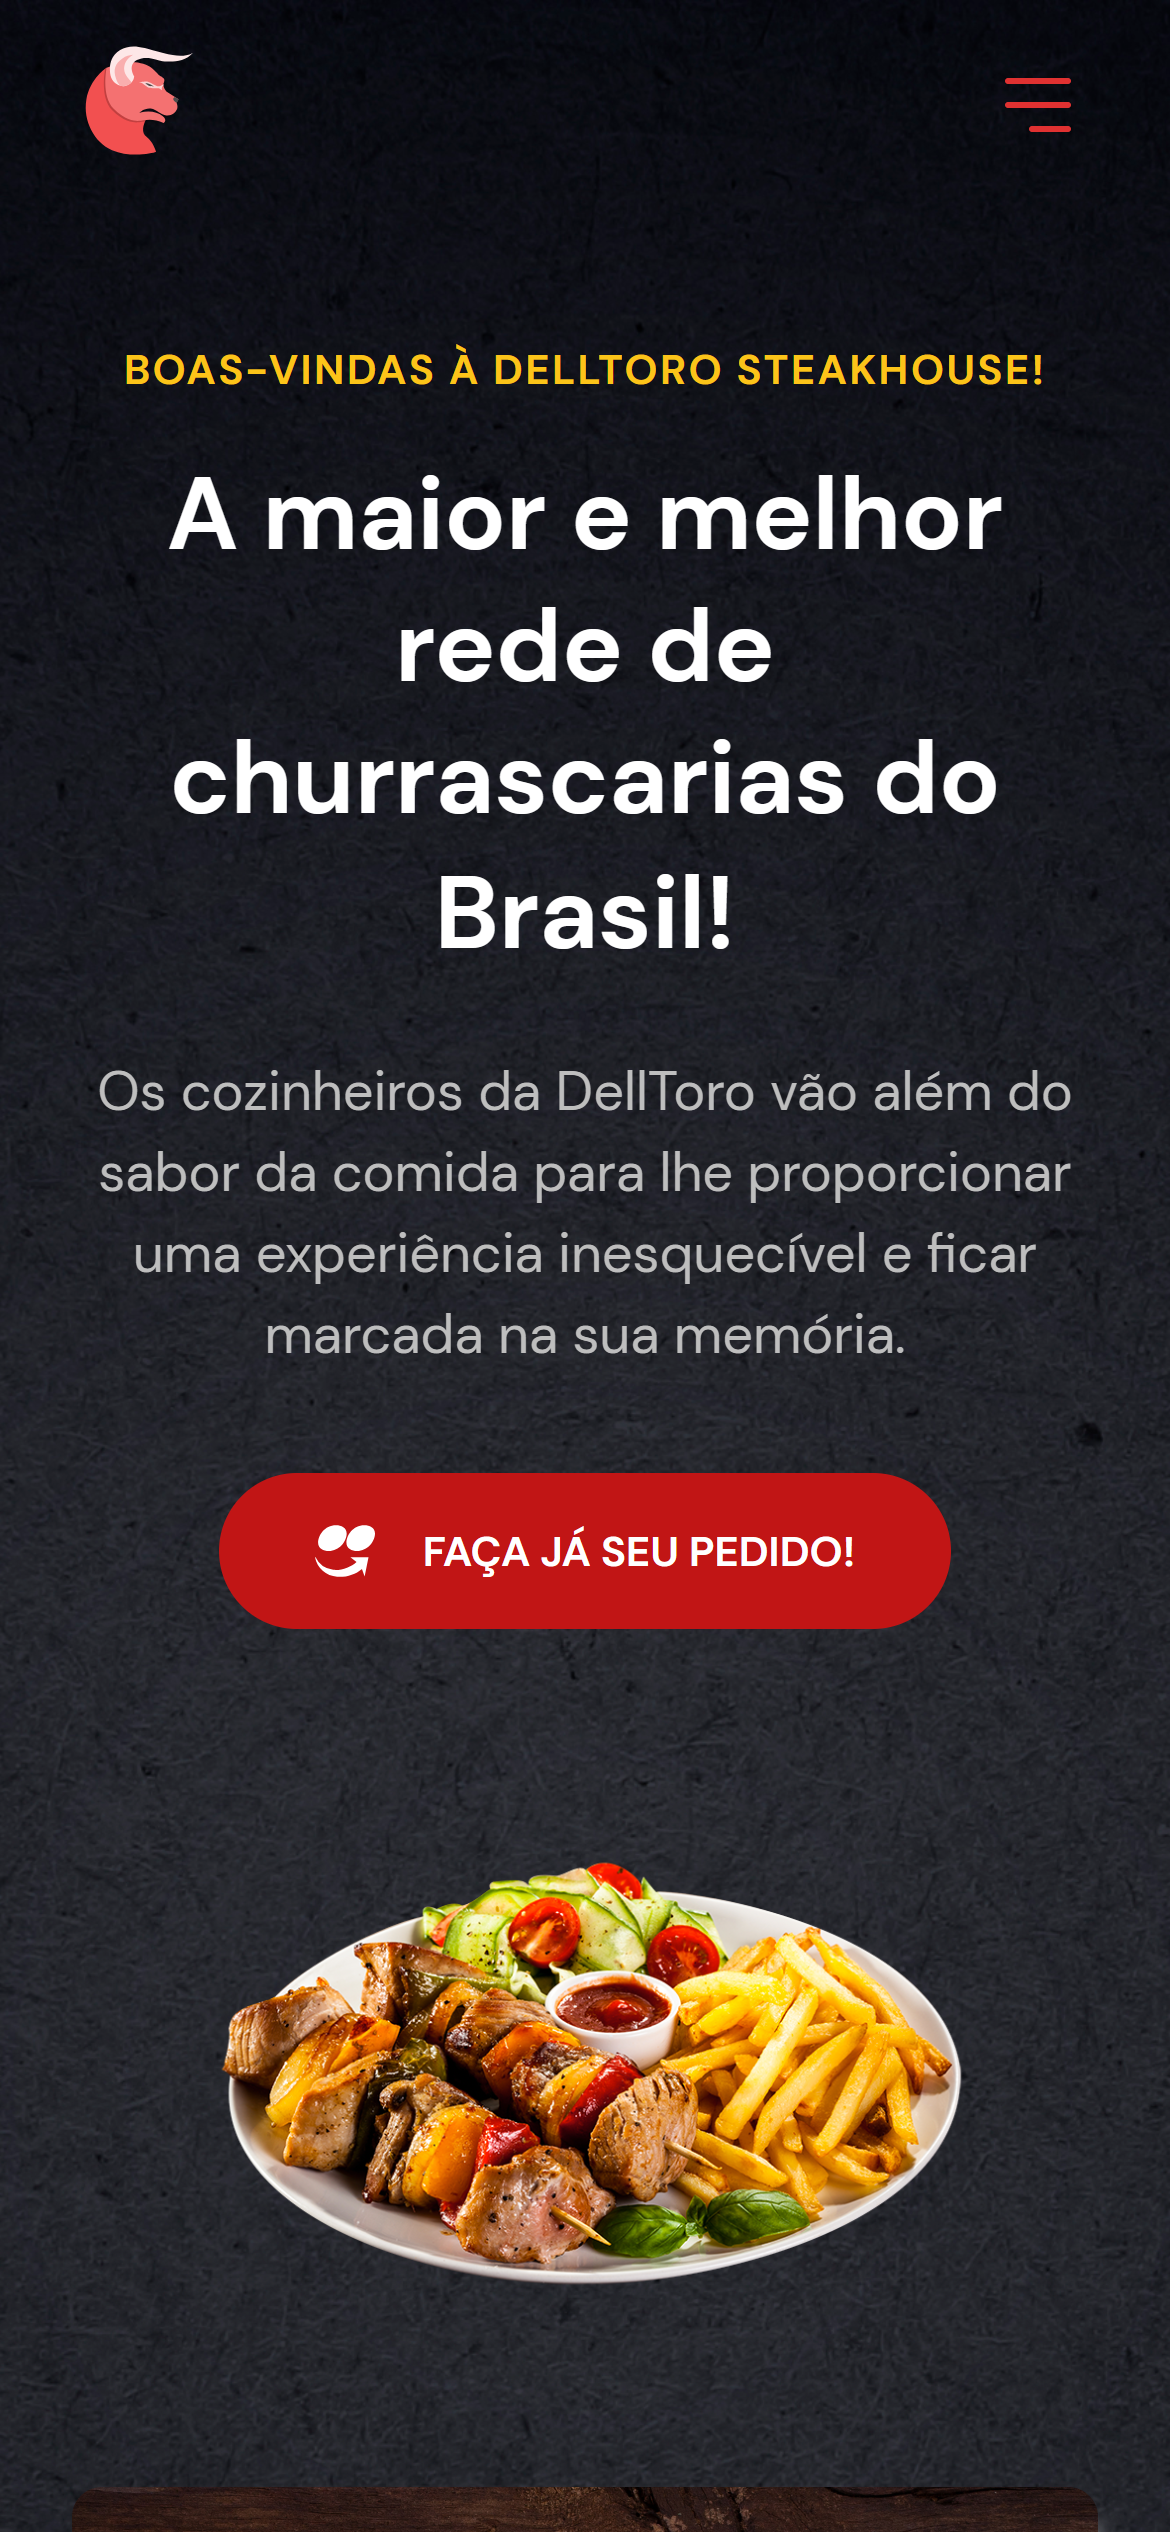 BOAS-VINDAS À DELLTORO STEAKHOUSE!
A maior e melhor
rede de
churrascarias do
Brasil!
Os cozinheiros da DellToro vão além do
sabor da comida para lhe proporcionar
uma experiência inesquecível e ficar
marcada na sua memória.
FAÇA JÁ SEU PEDIDO!